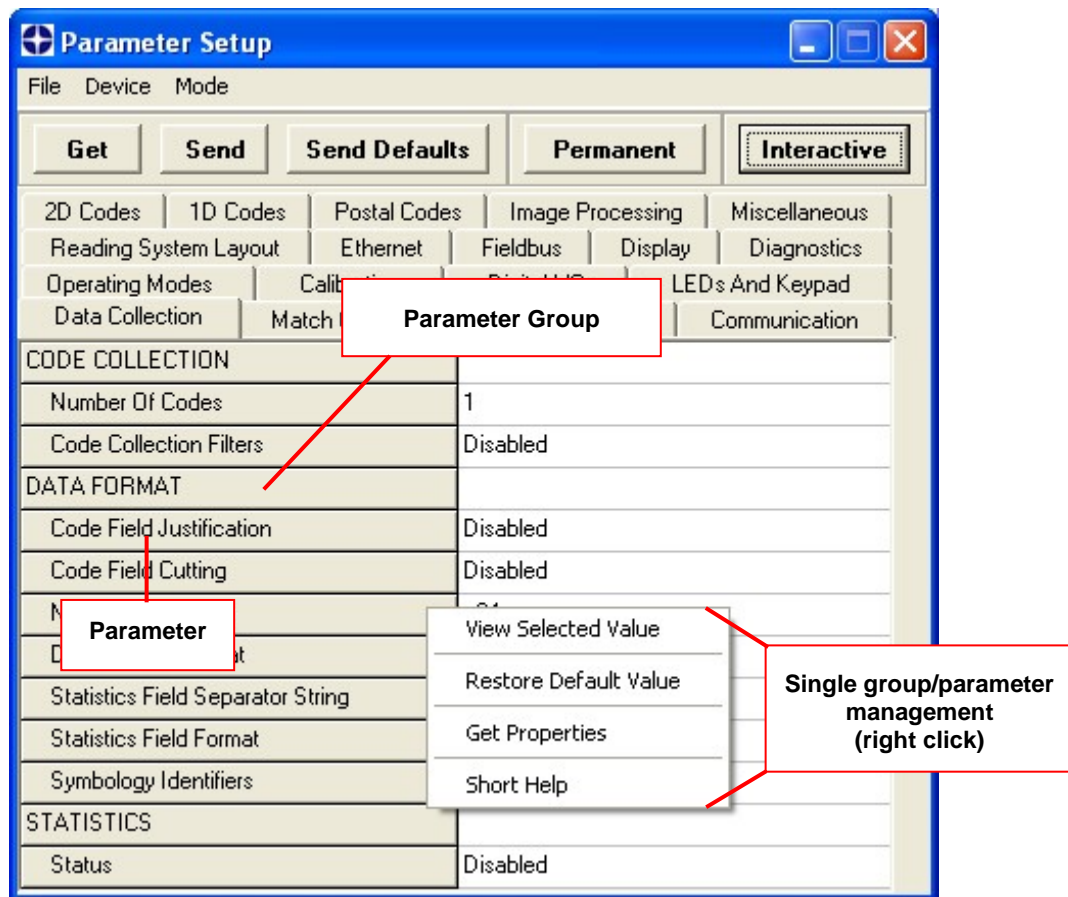 Parameter Setup
File Device Mode
Get Send Send Defaults Permanent Interactive
2D Codes 1D Codes Postal Codes Image Processing Miscellaneous
Reading System Layout Ethernet Fieldbus Display Diagnostics
Operating Modes LEDs And Keypad
Data Collection Match Communication
Parameter Group
CODE COLLECTION
Number Of Codes 1
Code Collection Filters Disabled
DATA FORMAT
Code Field Justification Disabled
Code Field Cutting Disabled
Parameter
View Selected Value
Restore Default Value
Get Properties
Short Help
Single group/parameter
management
(right click)
Statistics Field Separator String
Statistics Field Format
Symbology Identifiers
STATISTICS
Status Disabled